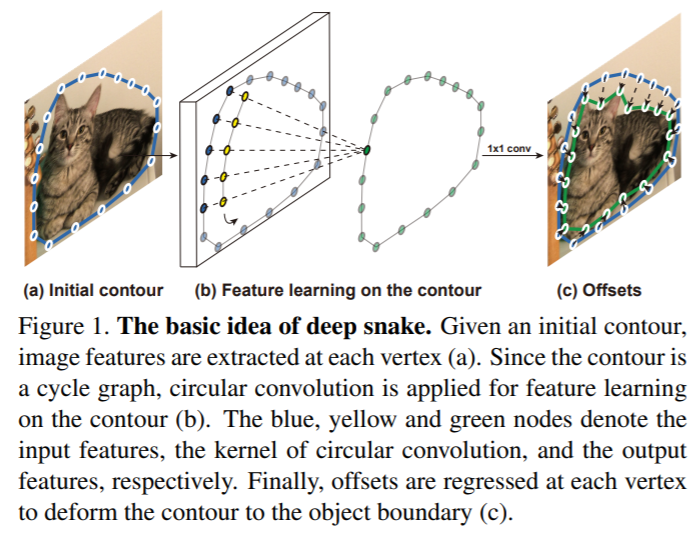 1x1 conv
(a) Initial contour
(b) Feature learning on the contour
(c) Offsets
Figure 1. The basic idea of deep snake. Given an initial contour,
image features are extracted at each vertex (a). Since the contour is
a cycle graph, circular convolution is applied for feature learning
on the contour (b). The blue, yellow and green nodes denote the
input features, the kernel of circular convolution, and the output
features, respectively. Finally, offsets are regressed at each vertex
to deform the contour to the object boundary (c).